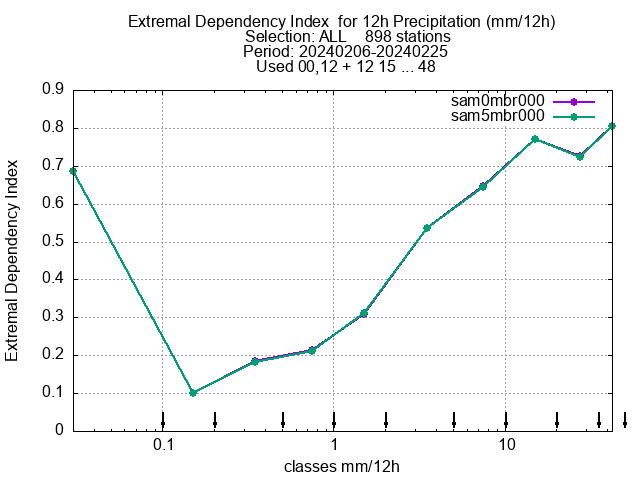 Extremal Dependency Index  for 12h Precipitation (mm/12h)
Selection: ALL    898 stations
Period: 20240206-20240225
Used 00,12 + 12 15 ... 48
sam0mbr000
sam5mbr000
0.9
0.8
0.7
0.6
0.5
0.4
0.3
0.2
0.1
0
Extremal Dependency Index
0.1 1 10
classes mm/12h